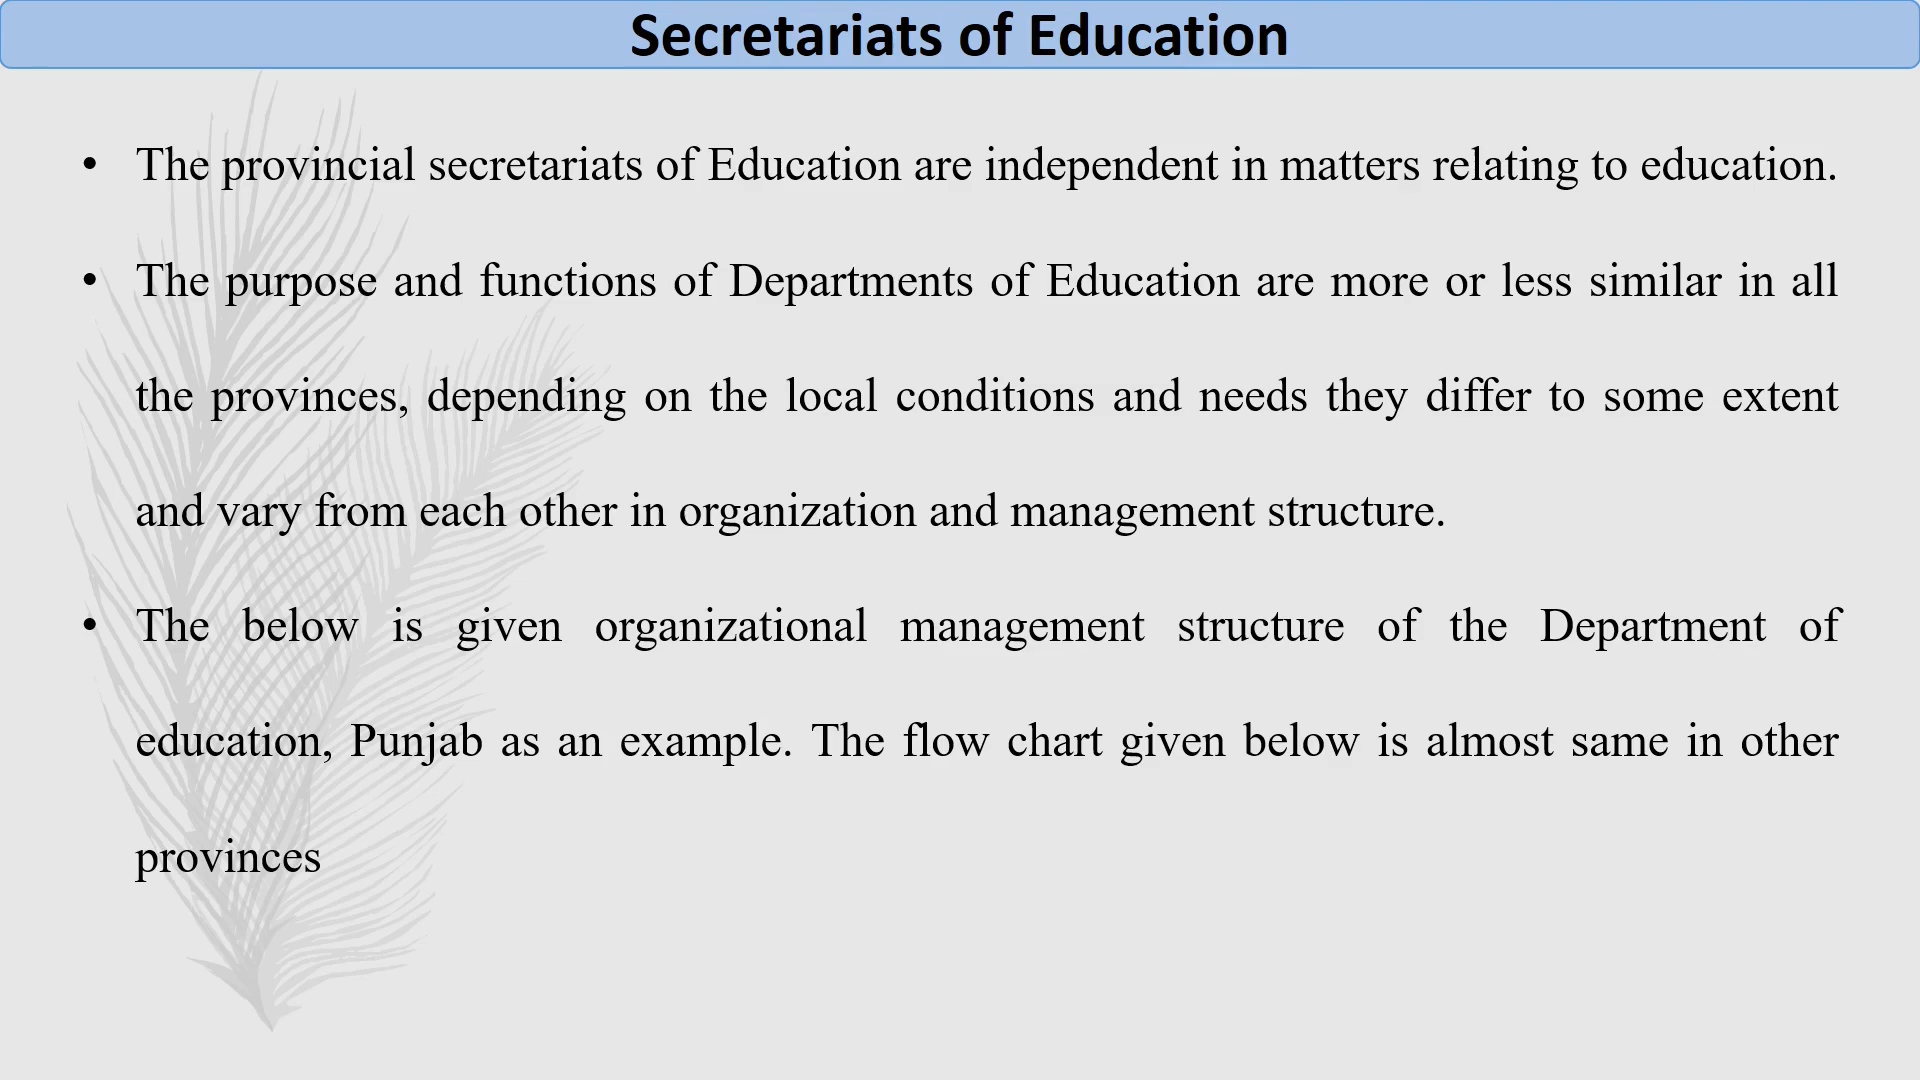 Secretariats of Education
• The provincial secretariats of Education are independent in matters relating to education.
• The purpose and functions of Departments of Education are more or less similar in all
the provinces, depending on the local conditions and needs they differ to some extent
and vary from each other in organization and management structure.
• The below is given organizational management structure of the Department of
education, Punjab as an example. The flow chart given below is almost same in other
provinces